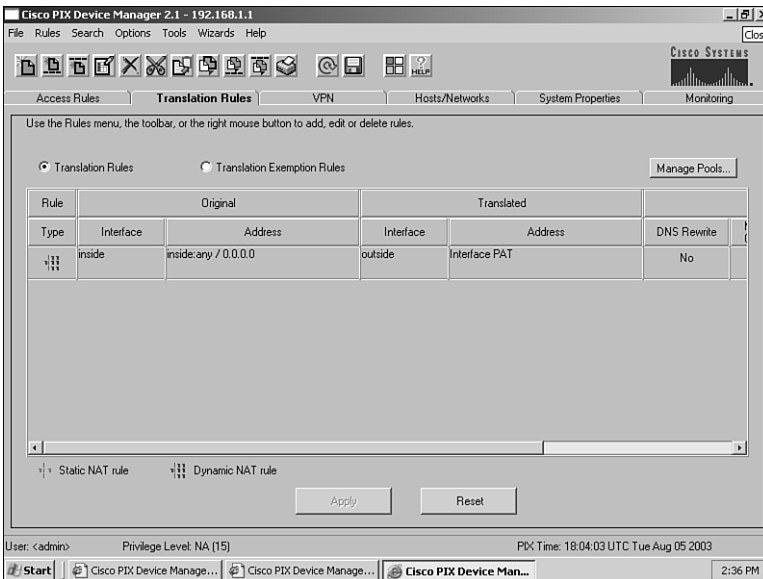 Cisco PIX Device Manager 2.1 - 192.168.1.1
File Rules Search Options Tools Wizards Help
Clos
CISCO SYSTEMS
HELP
Access Rules Translation Rules VPN Hosts/Networks System Properties Monitoring
Use the Rules menu, the toolbar, or the right mouse button to add, edit or delete rules.
Translation Rules Translation Exemption Rules Manage Pools...
Rule Original Translated
Type Interface Address Interface Address DNS Rewrite
inside inside:any / 0.0.0.0 outside Interface PAT No
Static NAT rule Dynamic NAT rule
Apply Reset
User: <admin> Privilege Level: NA (15) PIX Time: 18:04:03 UTC Tue Aug 05 2003
Start Cisco PIX Device Manage... Cisco PIX Device Manage... Cisco PIX Device Man... 2:36 PM